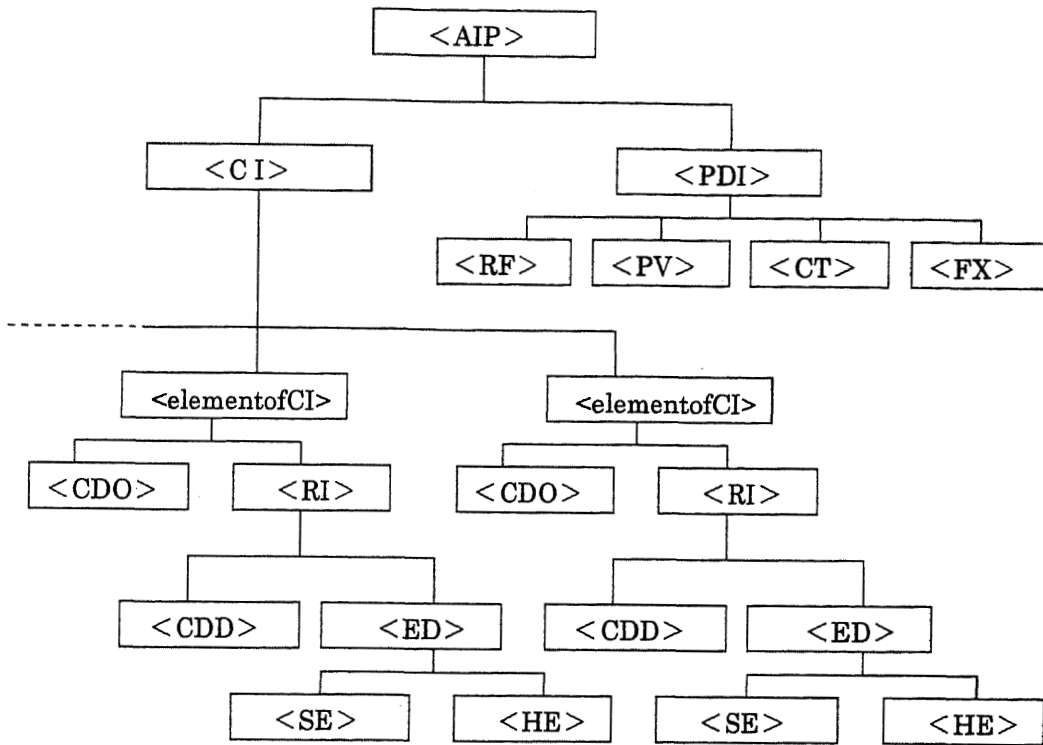 <AIP>
<CI>
<PDI>
<RF> <PV> <CT> <FX>
<elementofCI> <elementofCI>
<CDO> <RI> <CDO> <RI>
<CDD> <ED> <CDD> <ED>
<SE> <HE> <SE> <HE>